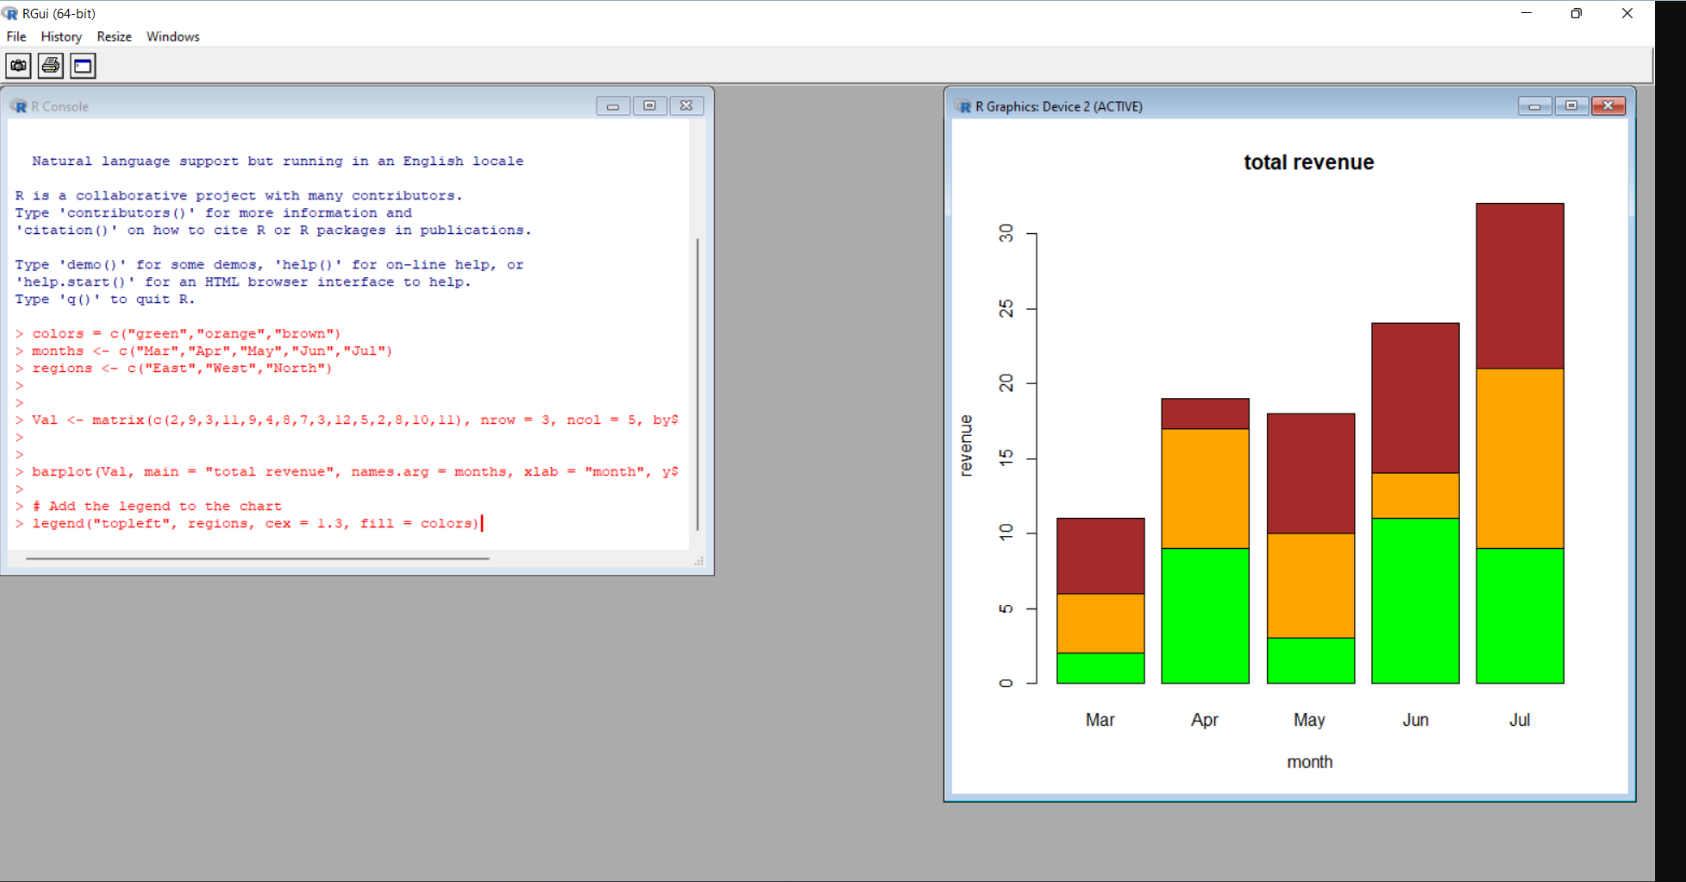 RGui (64-bit)
File History Resize Windows
R Console
Natural language support but running in an English locale
R is a collaborative project with many contributors.
Type 'contributors()' for more information and
'citation()' on how to cite R or R packages in publications.
Type 'demo()' for some demos, 'help()' for on-line help, or
'help.start()' for an HTML browser interface to help.
Type 'q()' to quit R.
> colors = c("green","orange","brown")
> months <- c("Mar","Apr","May","Jun","Jul")
> regions <- c("East","West","North")
>
>
> Val <- matrix(c(2,9,3,11,9,4,8,7,3,12,5,2,8,10,11), nrow = 3, ncol = 5, by$
>
>
> barplot(Val, main = "total revenue", names.arg = months, xlab = "month", y$
>
> # Add the legend to the chart
> legend("topleft", regions, cex = 1.3, fill = colors)
R Graphics: Device 2 (ACTIVE)
total revenue
30
25
20
15
10
5
0
revenue
Mar Apr May Jun Jul
month